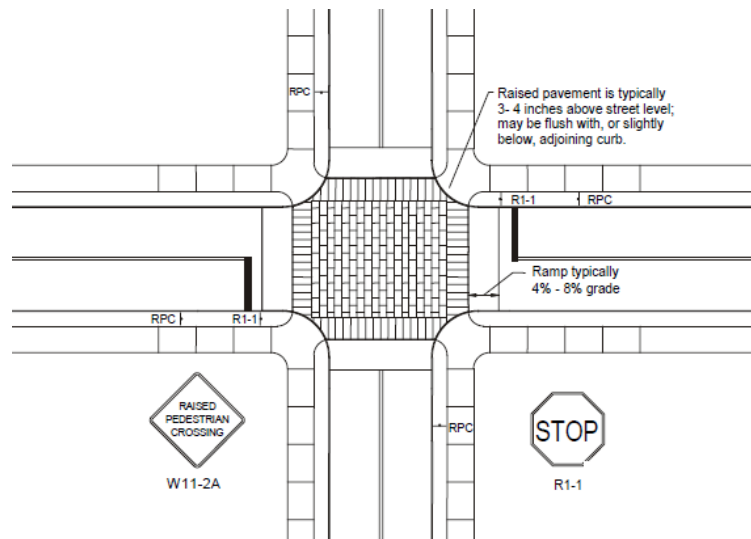 RPC
Raised pavement is typically
3- 4 inches above street level;
may be flush with, or slightly
below, adjoining curb.
R1-1
RPC
Ramp typically
4% - 8% grade
RPC
R1-1
RAISED
PEDESTRIAN
CROSSING
W11-2A
RPC
STOP
R1-1